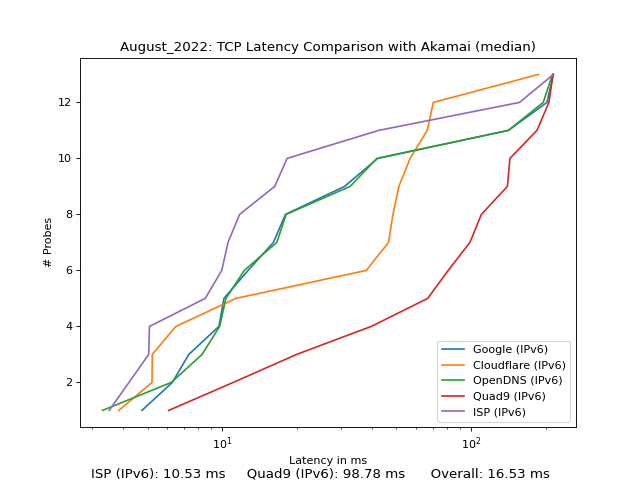 August_2022: TCP Latency Comparison with Akamai (median)
# Probes
12
10
8
6
4
2
Google (IPv6)
Cloudflare (IPv6)
OpenDNS (IPv6)
Quad9 (IPv6)
ISP (IPv6)
10¹
10²
Latency in ms
ISP (IPv6): 10.53 ms Quad9 (IPv6): 98.78 ms Overall: 16.53 ms